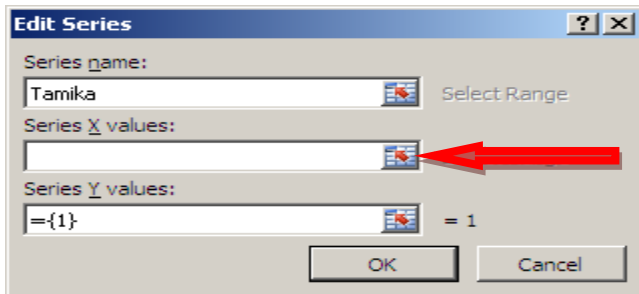 Edit Series
Series name:
Tamika
Select Range
Series X values:
Series Y values:
={1}
= 1
OK
Cancel